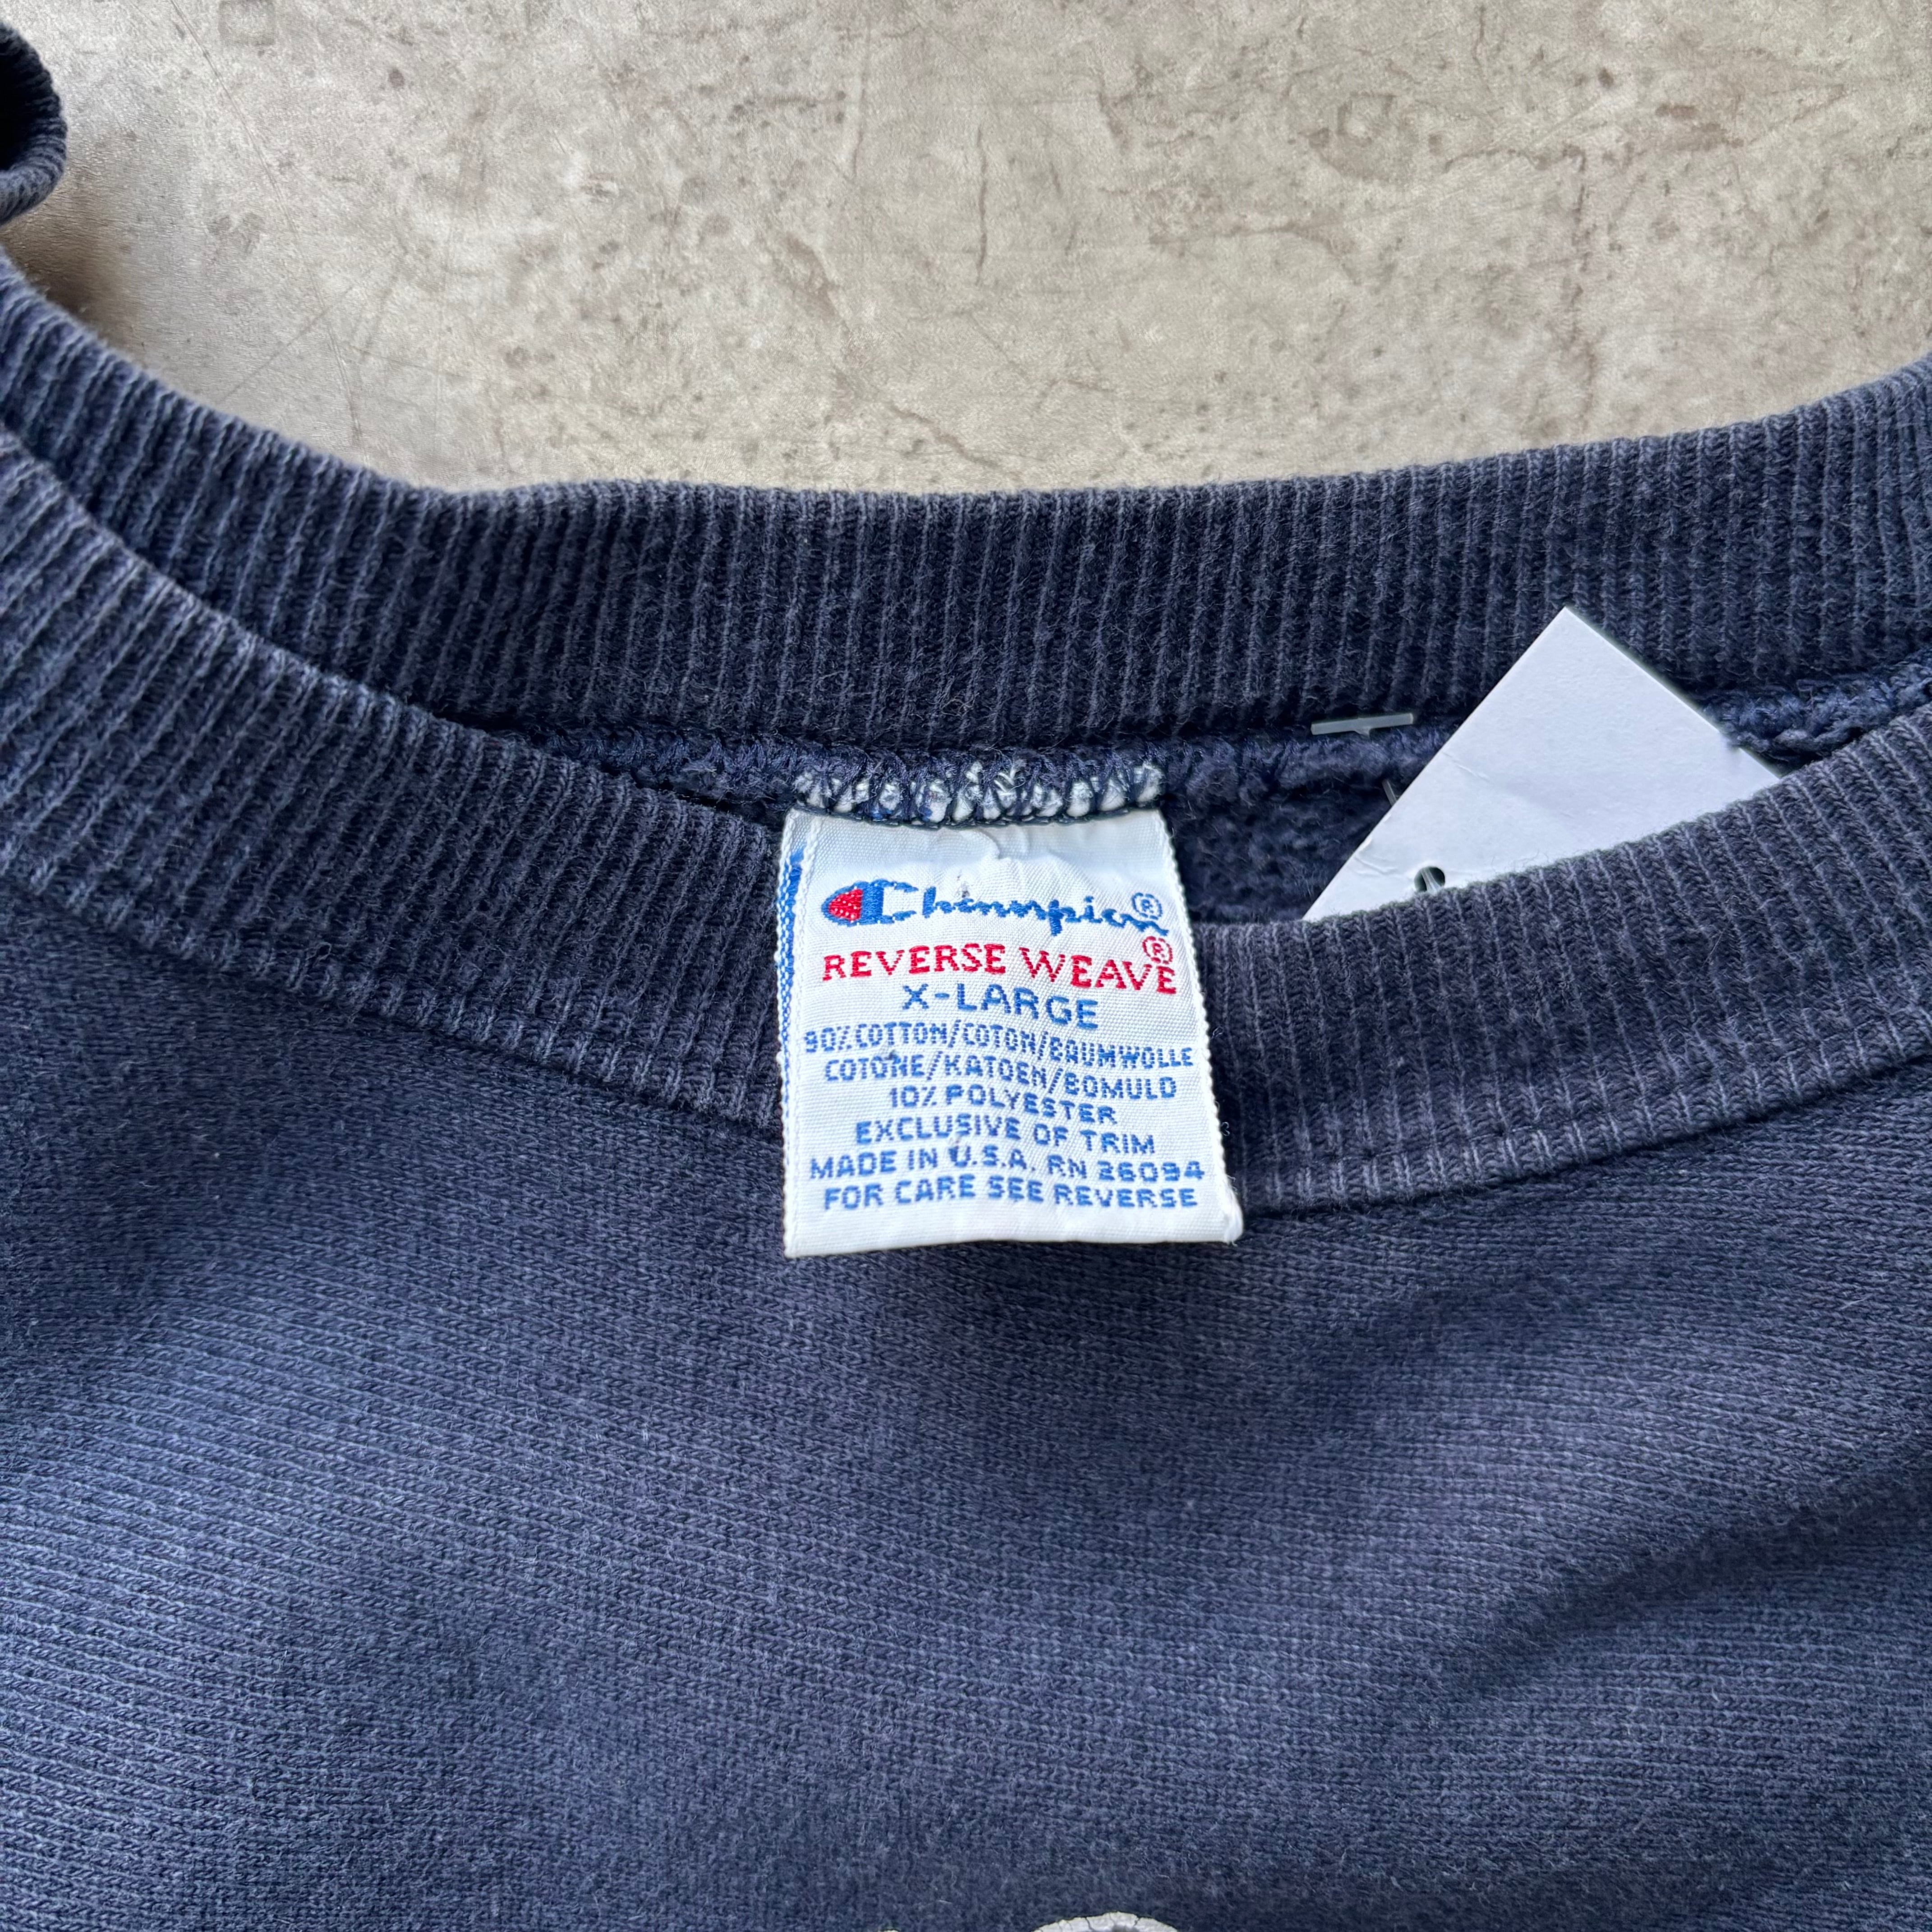 Champion®
REVERSE WEAVE®
X-LARGE
90% COTTON/COTON/BAUMWOLLE
COTONE/KATOEN/BOMULD
10% POLYESTER
EXCLUSIVE OF TRIM
MADE IN U.S.A. RN 26094
FOR CARE SEE REVERSE